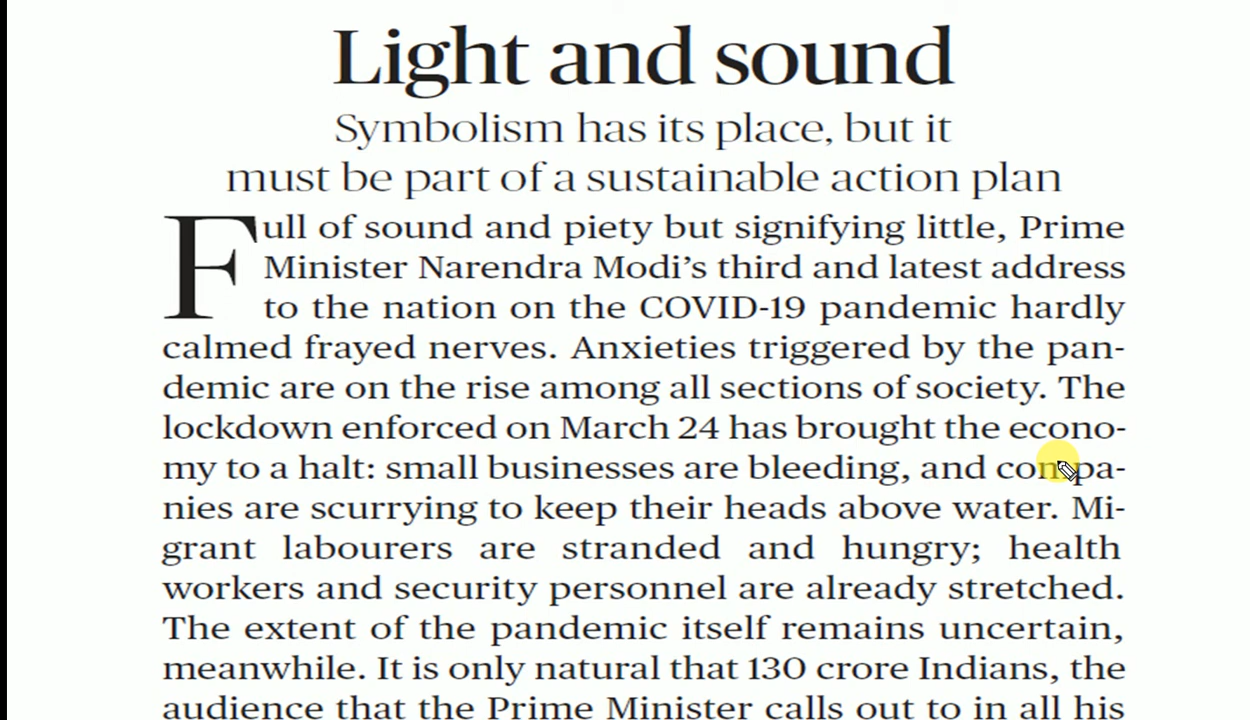 Light and sound
Symbolism has its place, but it
must be part of a sustainable action plan
Full of sound and piety but signifying little, Prime
Minister Narendra Modi’s third and latest address
to the nation on the COVID-19 pandemic hardly
calmed frayed nerves. Anxieties triggered by the pan-
demic are on the rise among all sections of society. The
lockdown enforced on March 24 has brought the econo-
my to a halt: small businesses are bleeding, and compa-
nies are scurrying to keep their heads above water. Mi-
grant labourers are stranded and hungry; health
workers and security personnel are already stretched.
The extent of the pandemic itself remains uncertain,
meanwhile. It is only natural that 130 crore Indians, the
audience that the Prime Minister calls out to in all his